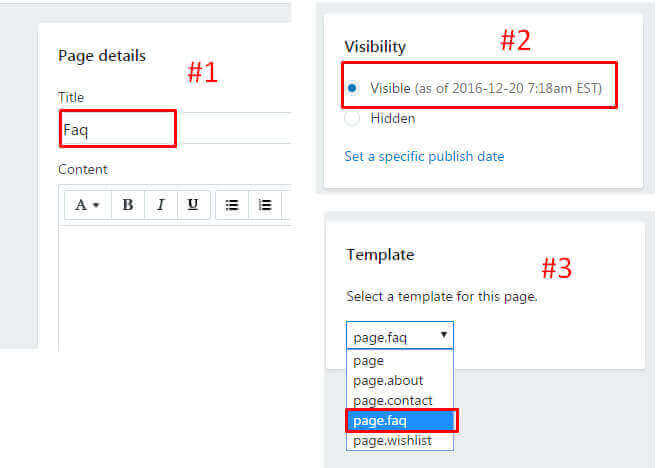 Page details
#1
Title
Faq
Content
A B I U
Visibility
#2
Visible (as of 2016-12-20 7:18am EST)
Hidden
Set a specific publish date
Template
#3
Select a template for this page.
page.faq
page
page.about
page.contact
page.faq
page.wishlist